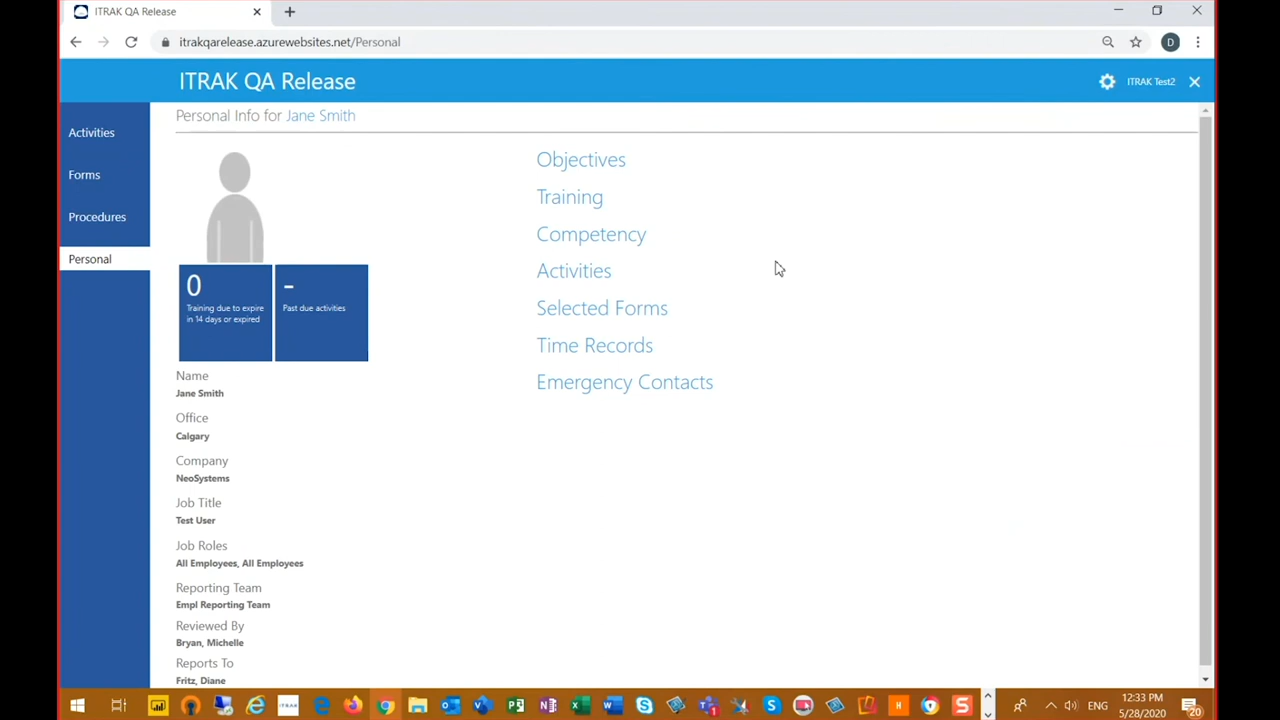 ITRAK QA Release
itrakqarelease.azurewebsites.net/Personal
D
ITRAK QA Release
ITRAK Test2
Personal Info for Jane Smith
Activities
Forms
Procedures
Personal
0
Training due to expire
in 14 days or expired
-
Past due activities
Name
Jane Smith
Office
Calgary
Company
NeoSystems
Job Title
Test User
Job Roles
All Employees, All Employees
Reporting Team
Empl Reporting Team
Reviewed By
Bryan, Michelle
Reports To
Fritz, Diane
Objectives
Training
Competency
Activities
Selected Forms
Time Records
Emergency Contacts
ITRAK
ENG
12:33 PM
5/28/2020
20